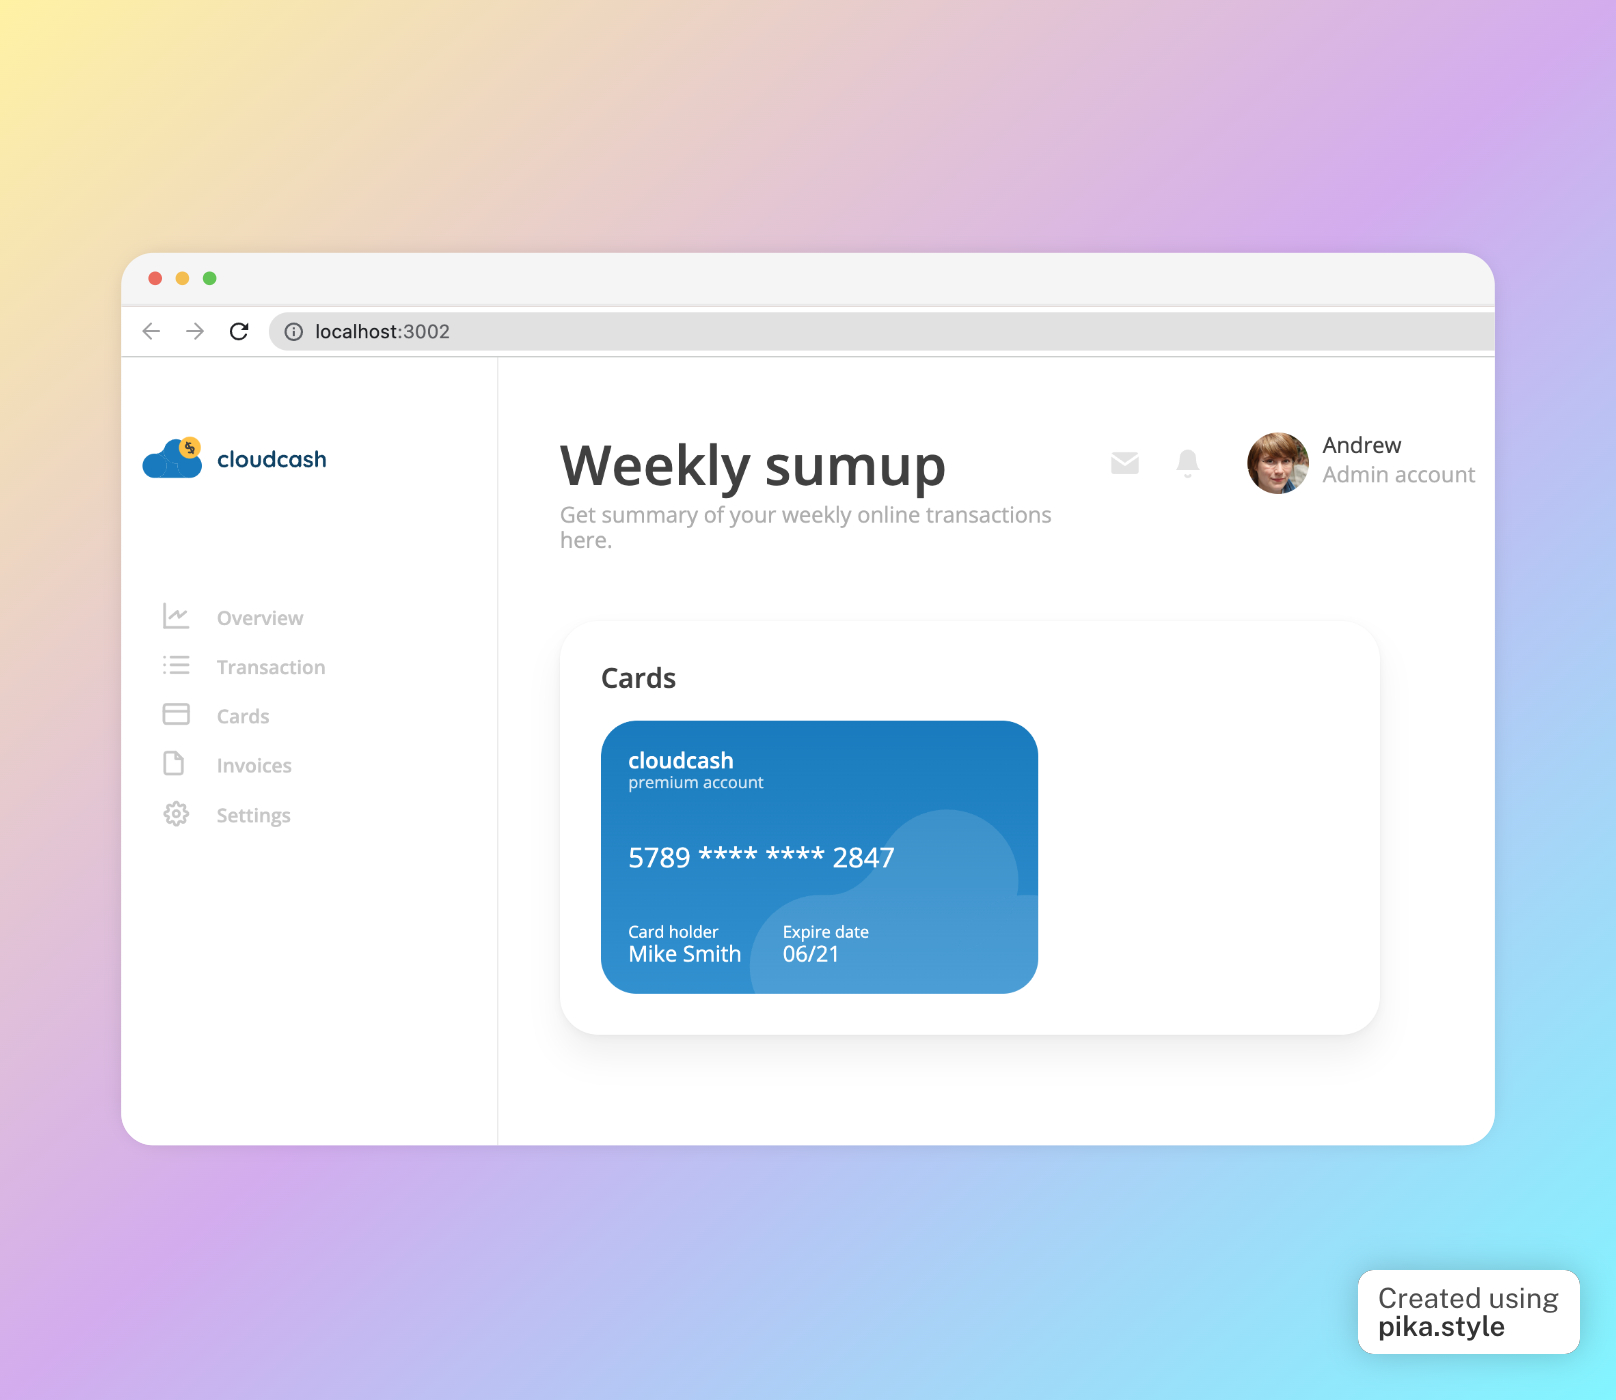 localhost:3002
cloudcash
Overview
Transaction
Cards
Invoices
Settings
Weekly sumup
Get summary of your weekly online transactions
here.
Andrew
Admin account
Cards
cloudcash
premium account
5789 **** **** 2847
Card holder
Mike Smith
Expire date
06/21
Created using
pika.style